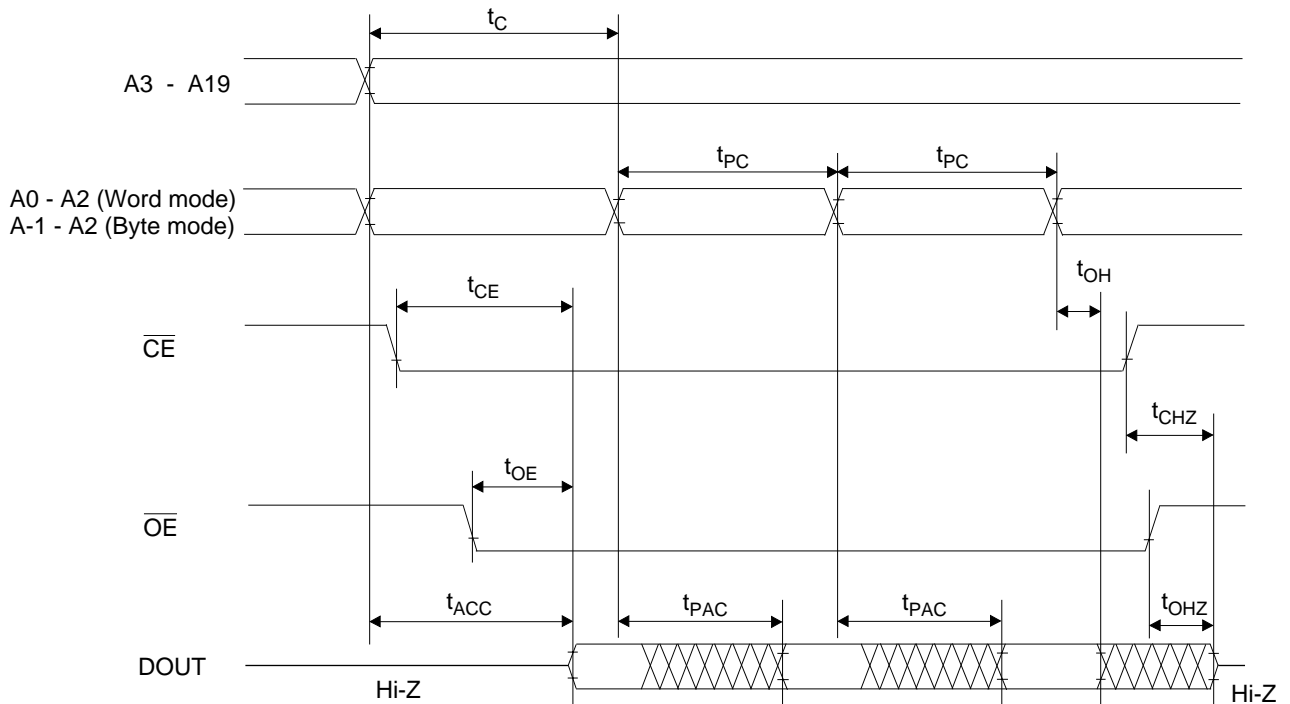 tC
A3 - A19
tPC tPC
A0 - A2 (Word mode)
A-1 - A2 (Byte mode)
tOH
tCE
CE
tCHZ
tOE
OE
tACC tPAC tPAC tOHZ
DOUT
Hi-Z Hi-Z